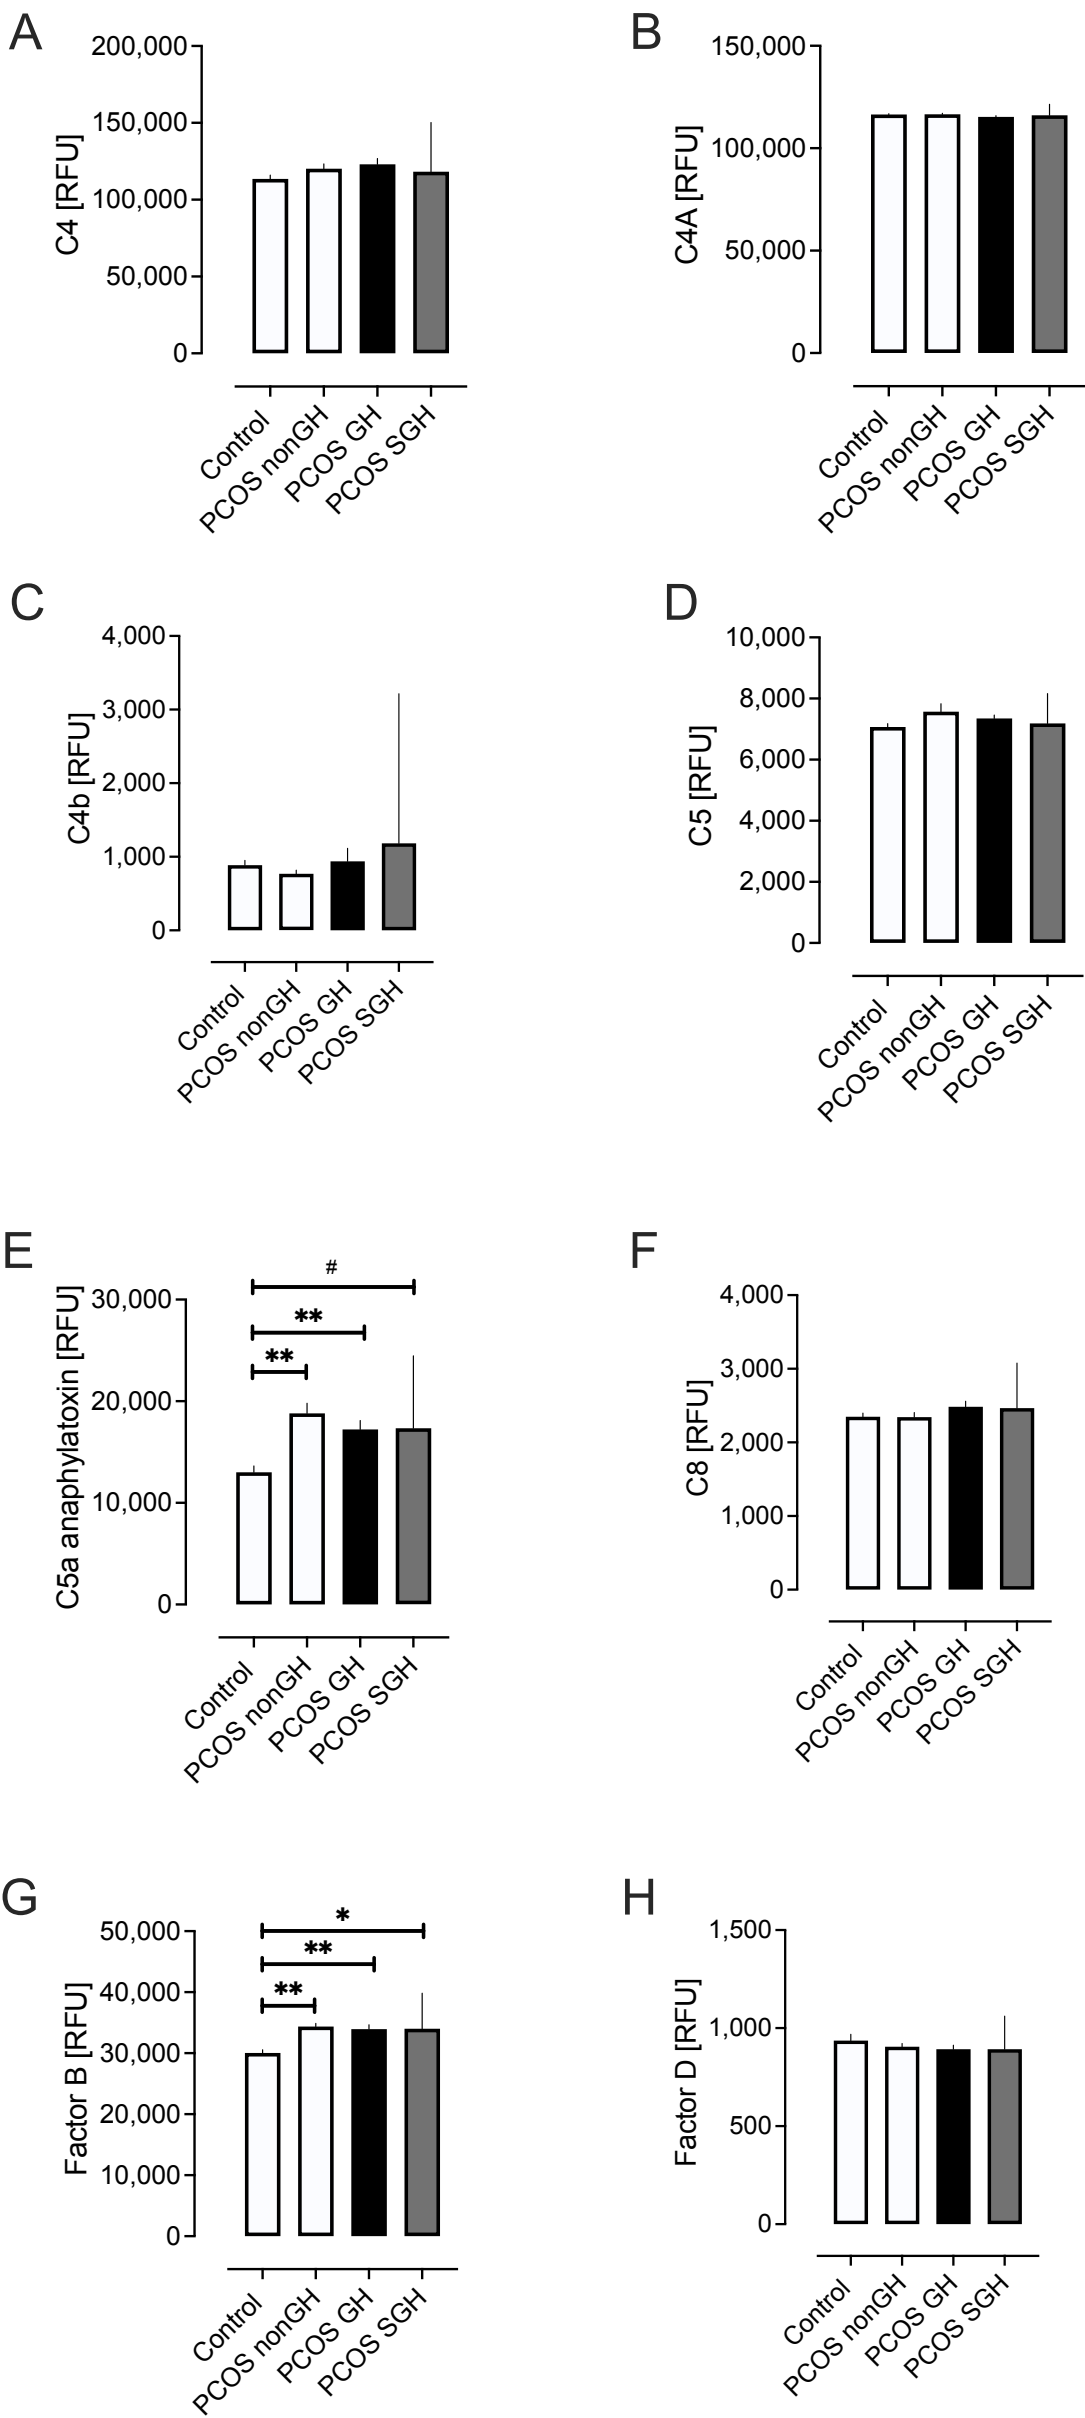 A
C4 [RFU]
200,000
150,000
100,000
50,000
0
Control
PCOS nonGH
PCOS GH
PCOS SGH
B
C4A [RFU]
150,000
100,000
50,000
0
Control
PCOS nonGH
PCOS GH
PCOS SGH
C
C4b [RFU]
4,000
3,000
2,000
1,000
0
Control
PCOS nonGH
PCOS GH
PCOS SGH
D
C5 [RFU]
10,000
8,000
6,000
4,000
2,000
0
Control
PCOS nonGH
PCOS GH
PCOS SGH
E
C5a anaphylatoxin [RFU]
30,000
20,000
10,000
0
#
**
**
Control
PCOS nonGH
PCOS GH
PCOS SGH
F
C8 [RFU]
4,000
3,000
2,000
1,000
0
Control
PCOS nonGH
PCOS GH
PCOS SGH
G
Factor B [RFU]
50,000
40,000
30,000
20,000
10,000
0
*
**
**
Control
PCOS nonGH
PCOS GH
PCOS SGH
H
Factor D [RFU]
1,500
1,000
500
0
Control
PCOS nonGH
PCOS GH
PCOS SGH